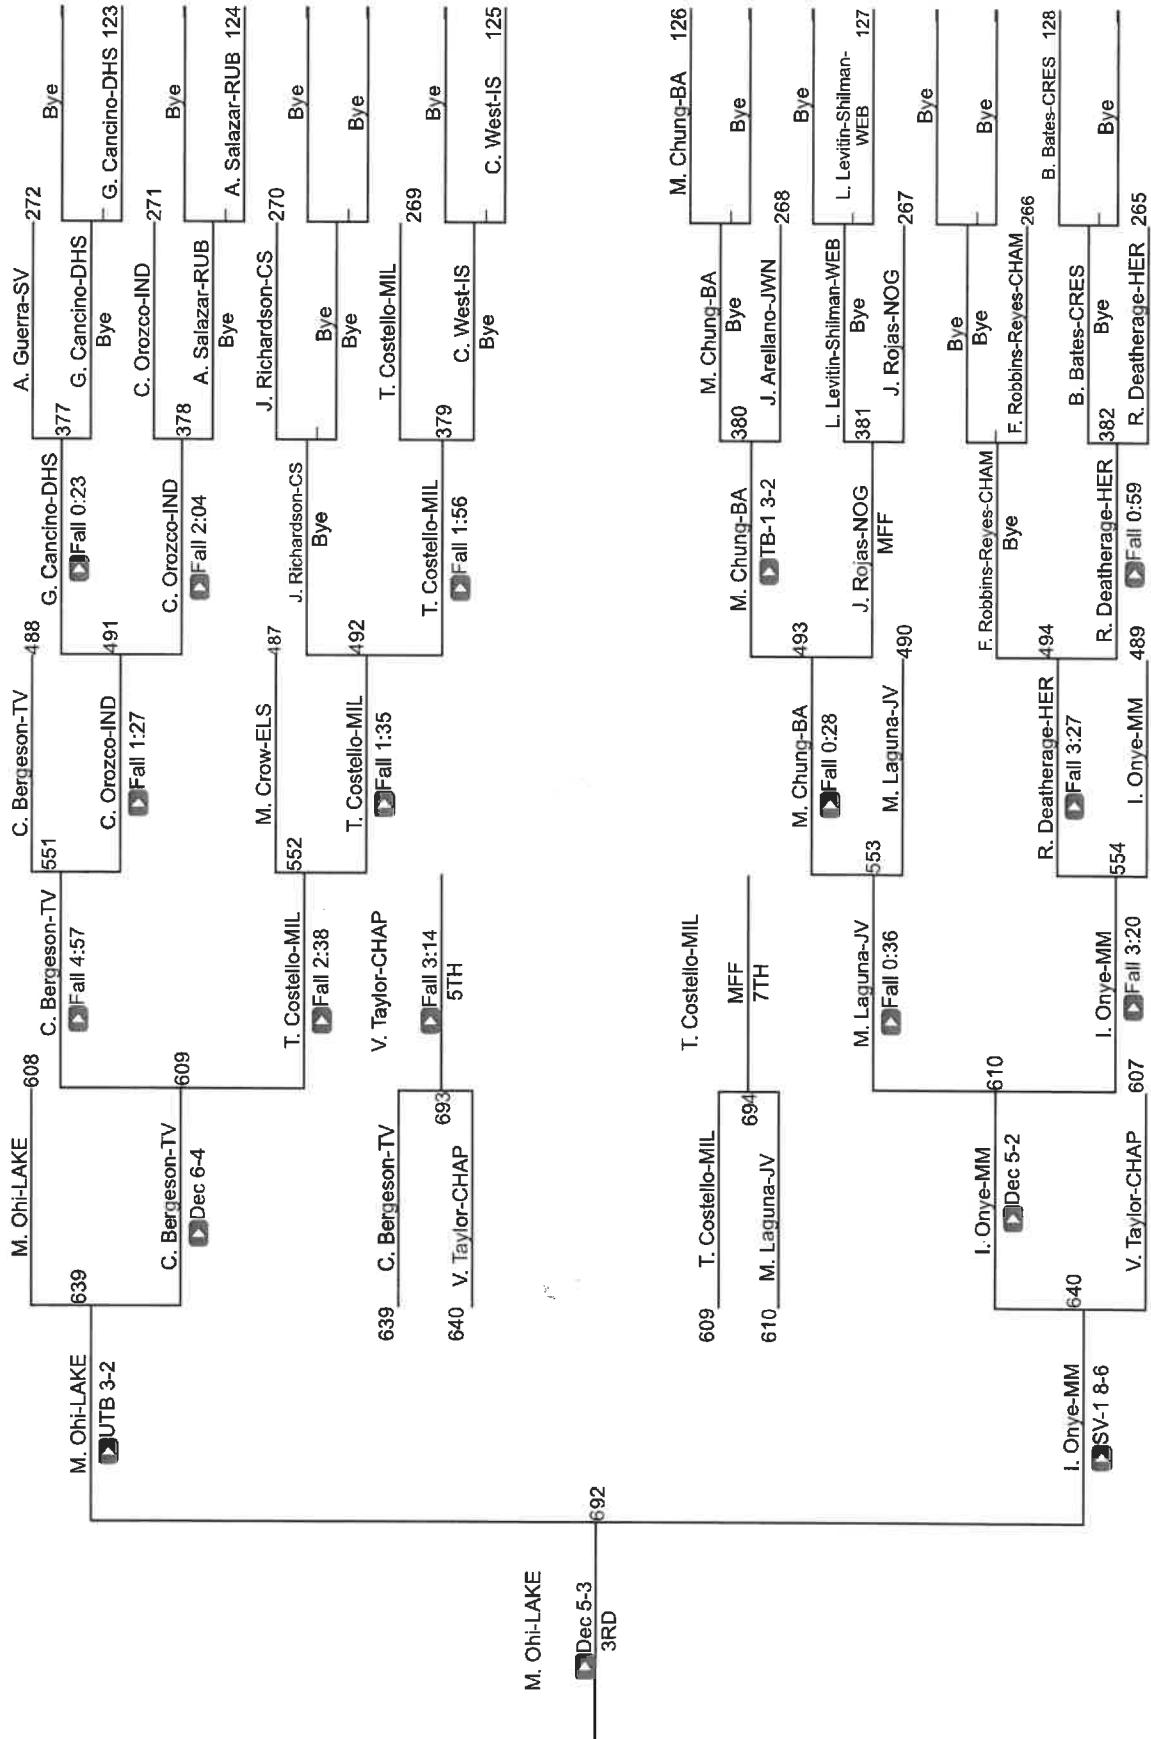 Bye
G. Cancino-DHS 123
Bye
A. Salazar-RUB 124
Bye
Bye
Bye
C. West-IS 125
M. Chung-BA 126
Bye
Bye
L. Levitin-Shilman-WEB 127
Bye
Bye
B. Bates-CRES 128
Bye
A. Guerra-SV 272
G. Cancino-DHS
Bye
C. Orozco-IND 271
A. Salazar-RUB
Bye
J. Richardson-CS 270
Bye
Bye
T. Costello-MIL 269
C. West-IS
Bye
M. Chung-BA
Bye
J. Arellano-JWN 268
L. Levitin-Shilman-WEB
Bye
J. Rojas-NOG 267
Bye
Bye
F. Robbins-Reyes-CHAM 266
B. Bates-CRES
Bye
R. Deatherage-HER 265
C. Bergeson-TV 488
G. Cancino-DHS 377
Fall 0:23
491
C. Orozco-IND 378
Fall 2:04
487
J. Richardson-CS
Bye
492
T. Costello-MIL 379
Fall 1:56
M. Chung-BA 380
TB-1 3-2
493
J. Rojas-NOG 381
MFF
490
F. Robbins-Reyes-CHAM
Bye
494
R. Deatherage-HER 382
Fall 0:59
489
551
C. Orozco-IND
Fall 1:27
M. Crow-ELS
552
T. Costello-MIL
Fall 1:35
M. Chung-BA
Fall 0:28
553
M. Laguna-JV
R. Deatherage-HER
Fall 3:27
554
I. Onye-MM
M. Ohi-LAKE 608
C. Bergeson-TV
Fall 4:57
609
T. Costello-MIL
Fall 2:38
V. Taylor-CHAP
Fall 3:14
5TH
T. Costello-MIL
MFF
7TH
M. Laguna-JV
Fall 0:36
610
I. Onye-MM
Fall 3:20
607
639
C. Bergeson-TV
Dec 6-4
639 C. Bergeson-TV
693
640 V. Taylor-CHAP
609 T. Costello-MIL
694
610 M. Laguna-JV
I. Onye-MM
Dec 5-2
640
V. Taylor-CHAP
M. Ohi-LAKE
UTB 3-2
692
I. Onye-MM
SV-1 8-6
M. Ohi-LAKE
Dec 5-3
3RD